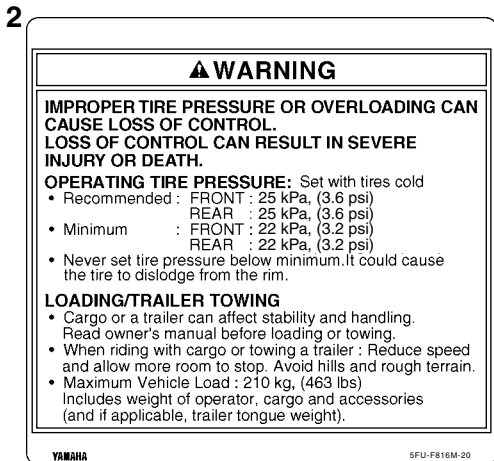 2
⚠WARNING
IMPROPER TIRE PRESSURE OR OVERLOADING CAN
CAUSE LOSS OF CONTROL.
LOSS OF CONTROL CAN RESULT IN SEVERE
INJURY OR DEATH.
OPERATING TIRE PRESSURE: Set with tires cold
• Recommended : FRONT : 25 kPa, (3.6 psi)
REAR : 25 kPa, (3.6 psi)
• Minimum : FRONT : 22 kPa, (3.2 psi)
REAR : 22 kPa, (3.2 psi)
• Never set tire pressure below minimum.It could cause
the tire to dislodge from the rim.
LOADING/TRAILER TOWING
• Cargo or a trailer can affect stability and handling.
Read owner's manual before loading or towing.
• When riding with cargo or towing a trailer : Reduce speed
and allow more room to stop. Avoid hills and rough terrain.
• Maximum Vehicle Load : 210 kg, (463 lbs)
Includes weight of operator, cargo and accessories
(and if applicable, trailer tongue weight).
YAMAHA 5FU-F816M-20